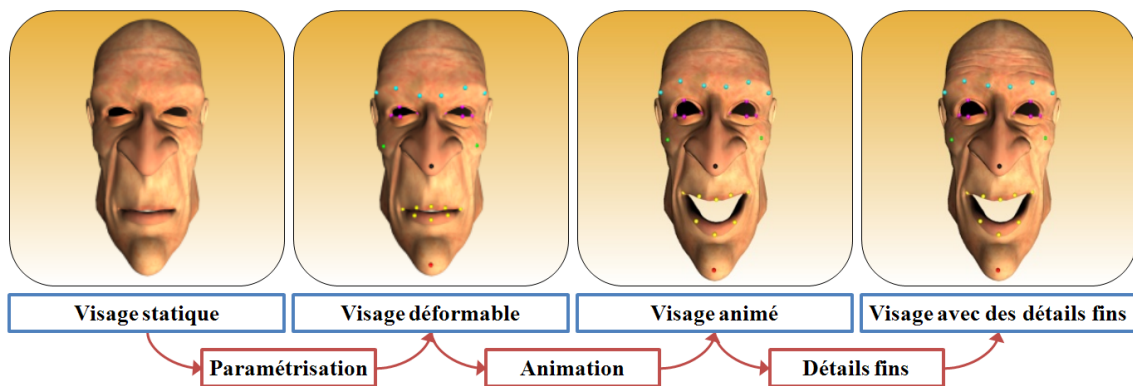 Visage statique
Visage déformable
Visage animé
Visage avec des détails fins
Paramétrisation
Animation
Détails fins